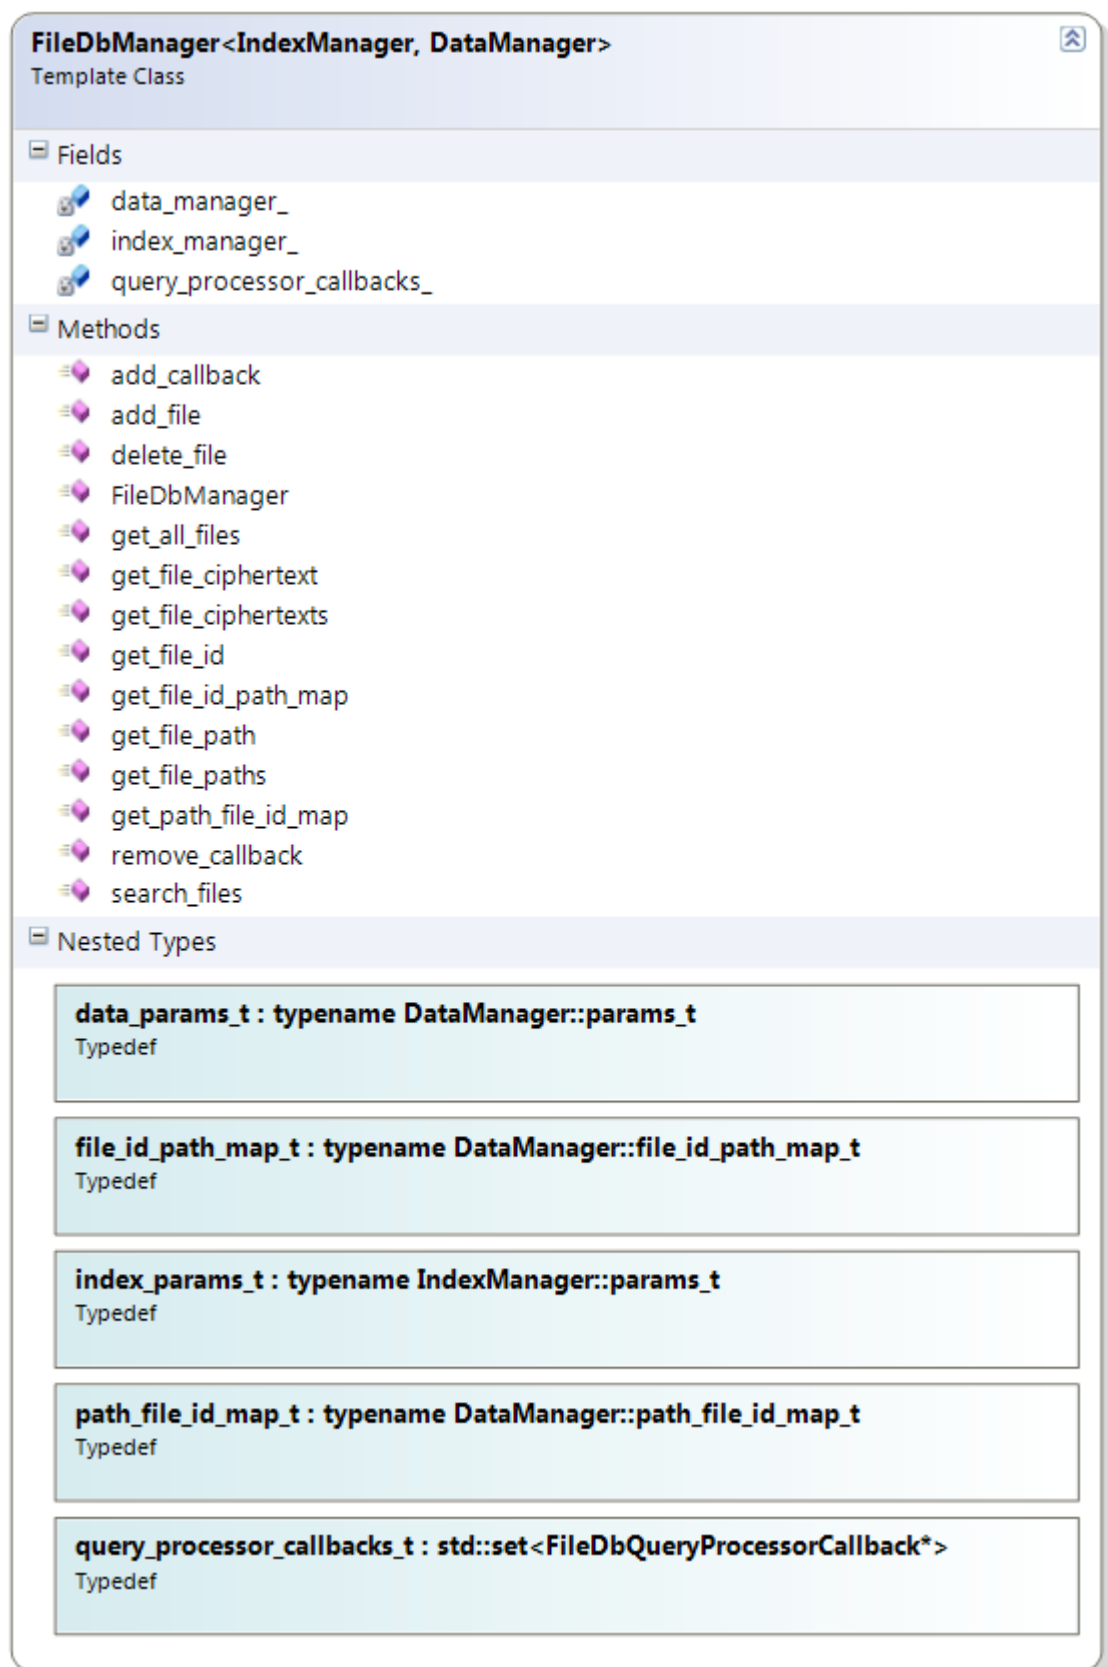 FileDbManager<IndexManager, DataManager>
Template Class
Fields
data_manager_
index_manager_
query_processor_callbacks_
Methods
add_callback
add_file
delete_file
FileDbManager
get_all_files
get_file_ciphertext
get_file_ciphertexts
get_file_id
get_file_id_path_map
get_file_path
get_file_paths
get_path_file_id_map
remove_callback
search_files
Nested Types
data_params_t : typename DataManager::params_t
Typedef
file_id_path_map_t : typename DataManager::file_id_path_map_t
Typedef
index_params_t : typename IndexManager::params_t
Typedef
path_file_id_map_t : typename DataManager::path_file_id_map_t
Typedef
query_processor_callbacks_t : std::set<FileDbQueryProcessorCallback*>
Typedef